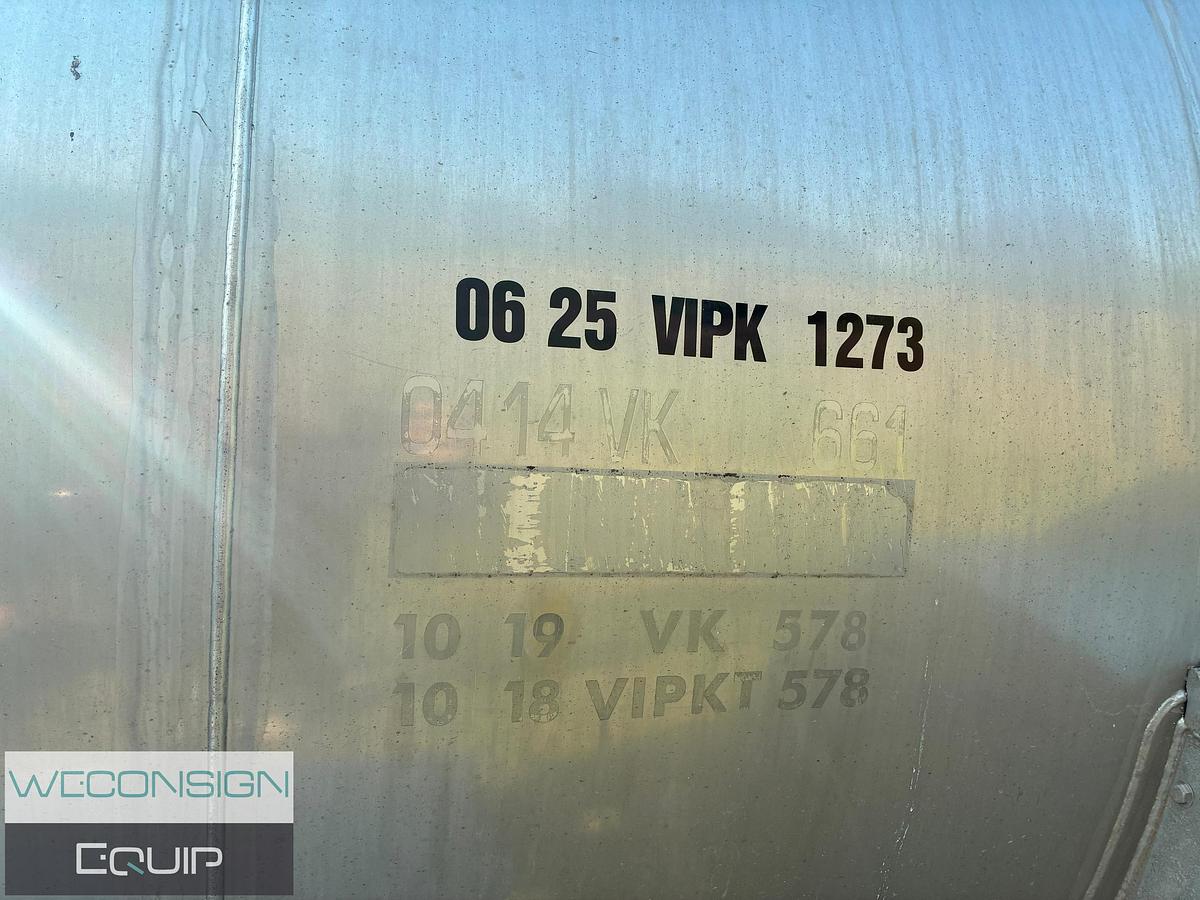 06 25 VIPK 1273
0414 VK 661
10 19 VK 578
10 18 VIPKT 578
WECONSIGN
EQUIP